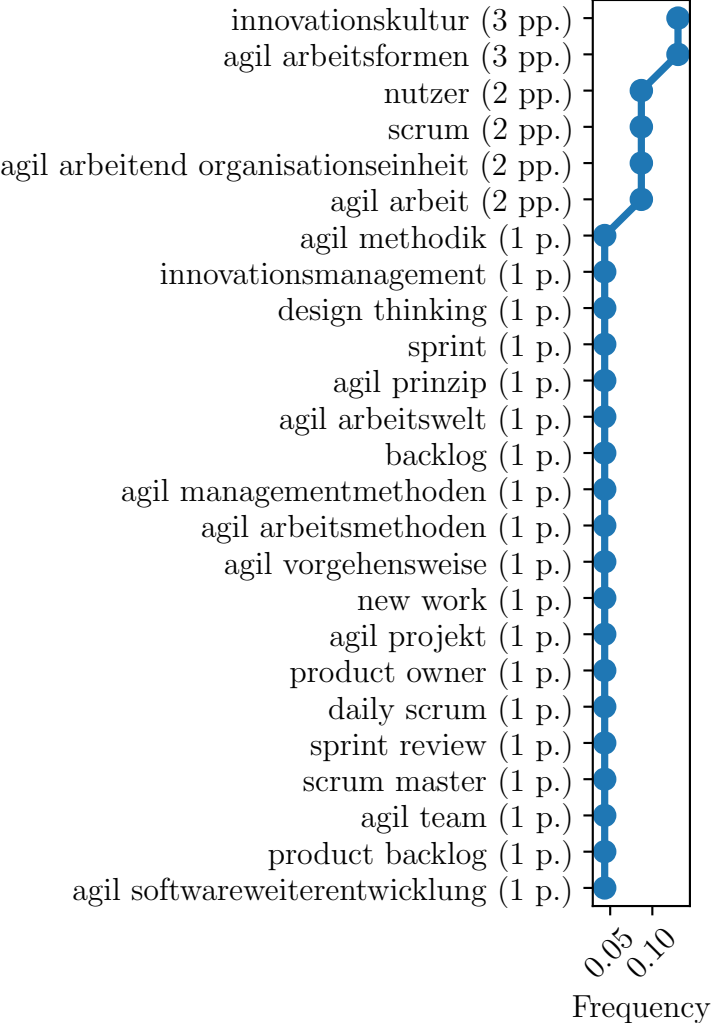 innovationskultur (3 pp.)
agil arbeitsformen (3 pp.)
nutzer (2 pp.)
scrum (2 pp.)
agil arbeitend organisationseinheit (2 pp.)
agil arbeit (2 pp.)
agil methodik (1 p.)
innovationsmanagement (1 p.)
design thinking (1 p.)
sprint (1 p.)
agil prinzip (1 p.)
agil arbeitswelt (1 p.)
backlog (1 p.)
agil managementmethoden (1 p.)
agil arbeitsmethoden (1 p.)
agil vorgehensweise (1 p.)
new work (1 p.)
agil projekt (1 p.)
product owner (1 p.)
daily scrum (1 p.)
sprint review (1 p.)
scrum master (1 p.)
agil team (1 p.)
product backlog (1 p.)
agil softwareweiterentwicklung (1 p.)
0.05 0.10
Frequency